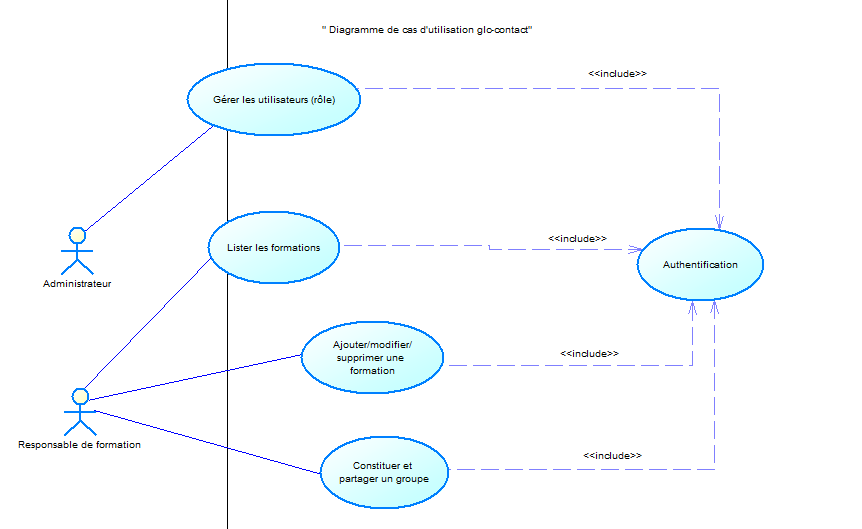 " Diagramme de cas d'utilisation glo-contact"
<<include>>
Gérer les utilisateurs (rôle)
<<include>>
Lister les formations
Authentification
Administrateur
Ajouter/modifier/
supprimer une
formation
<<include>>
Responsable de formation
<<include>>
Constituer et
partager un groupe